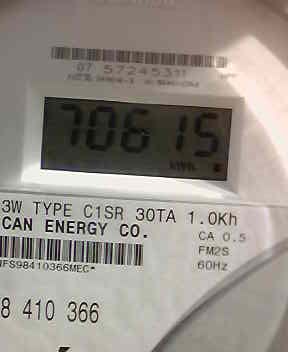 07 57245311
70615
kWh
3W TYPE C1SR 30TA 1.0Kh
CAN ENERGY CO.
CA 0.5
FM2S
60Hz
NFS98410366MEC*
8 410 366